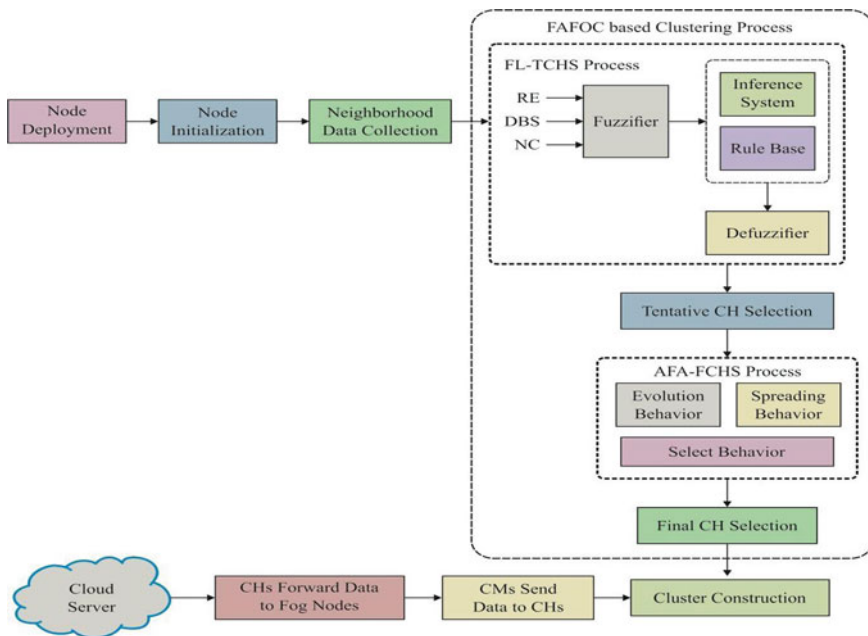 FAFOC based Clustering Process
FL-TCHS Process
RE
DBS
NC
Fuzzifier
Inference
System
Rule Base
Defuzzifier
Node
Deployment
Node
Initialization
Neighborhood
Data Collection
Tentative CH Selection
AFA-FCHS Process
Evolution
Behavior
Spreading
Behavior
Select Behavior
Final CH Selection
Cloud
Server
CHs Forward Data
to Fog Nodes
CMs Send
Data to CHs
Cluster Construction